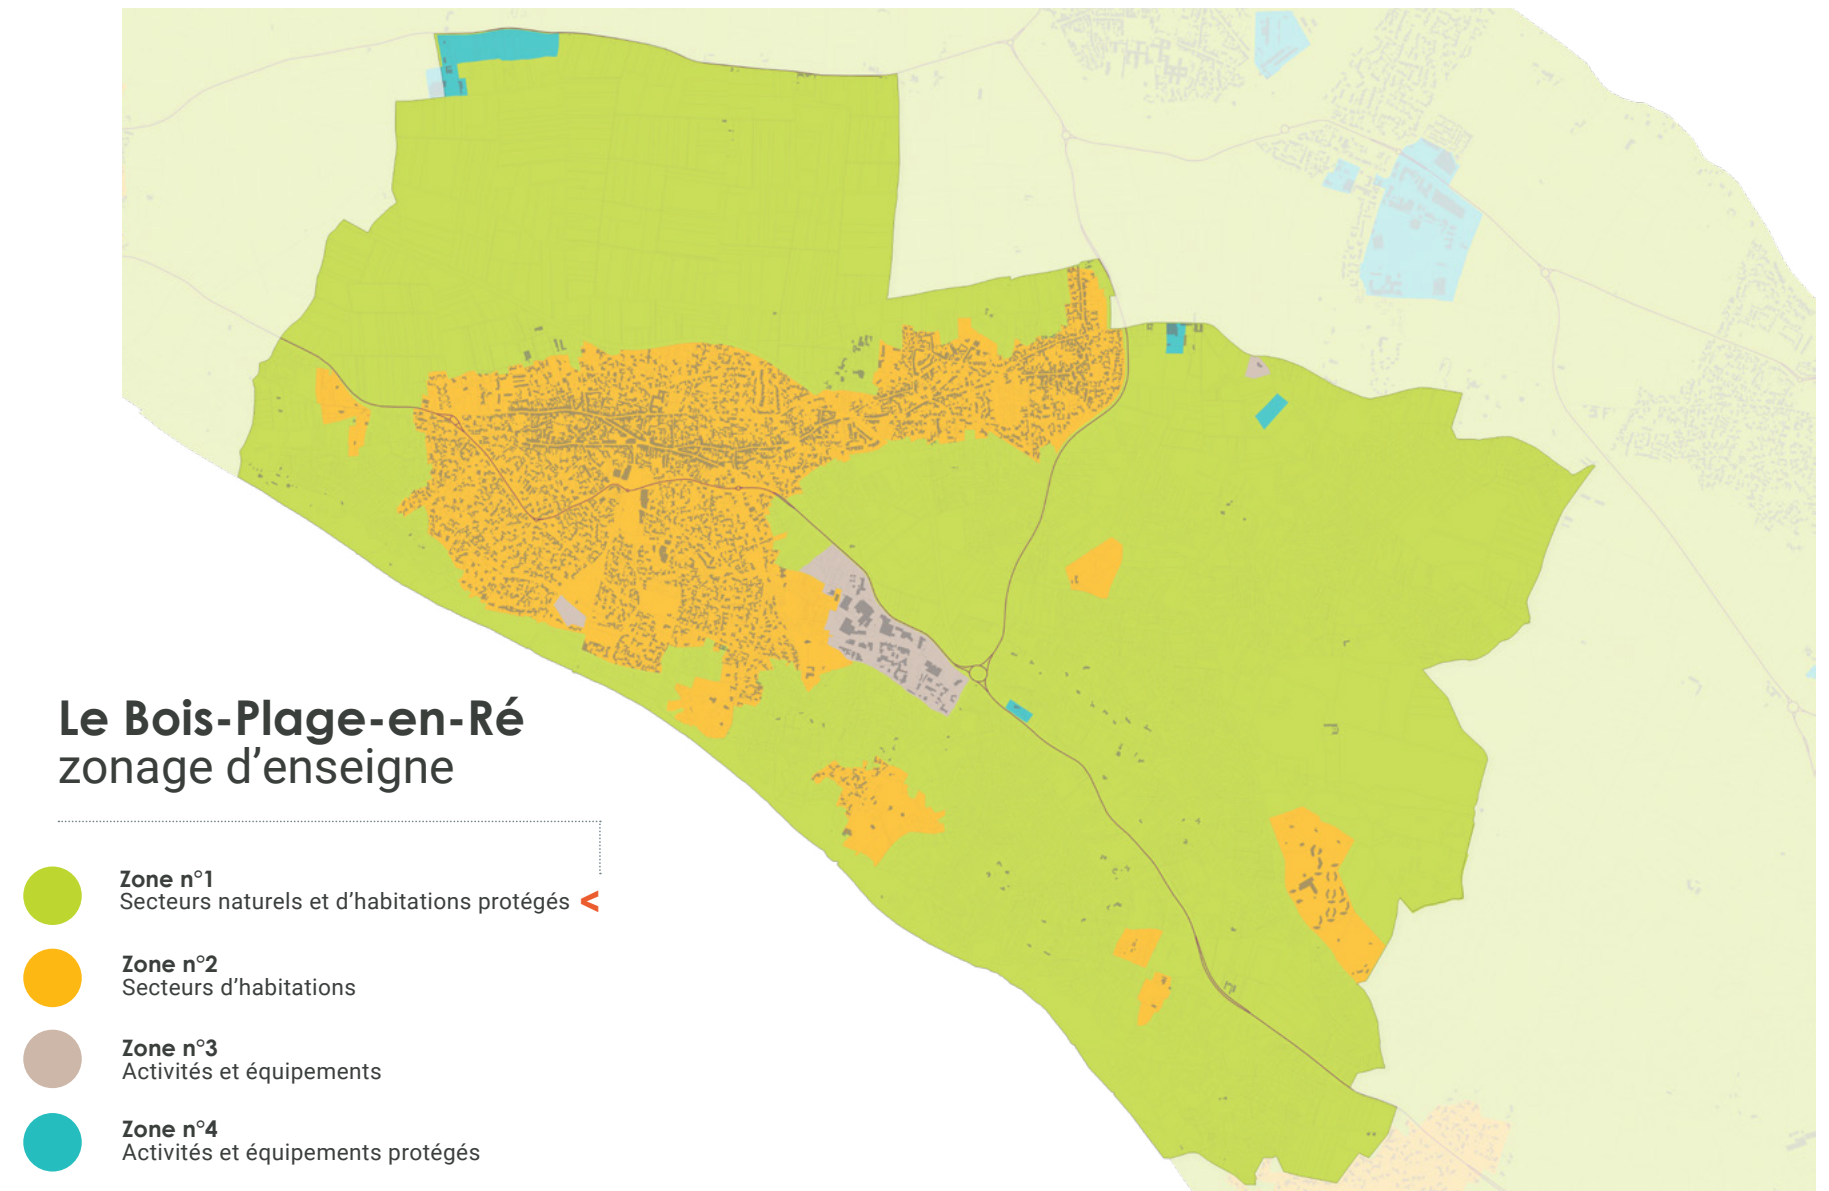 Le Bois-Plage-en-Ré
zonage d’enseigne
Zone n°1
Secteurs naturels et d’habitations protégés <
Zone n°2
Secteurs d’habitations
Zone n°3
Activités et équipements
Zone n°4
Activités et équipements protégés